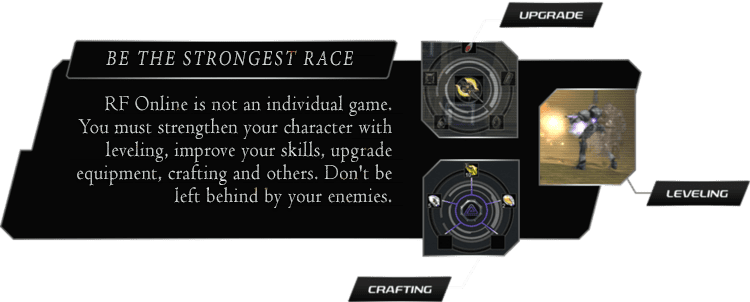 UPGRADE
BE THE STRONGEST RACE
RF Online is not an individual game.
You must strengthen your character with
leveling, improve your skills, upgrade
equipment, crafting and others. Don't be
left behind by your enemies.
LEVELING
CRAFTING